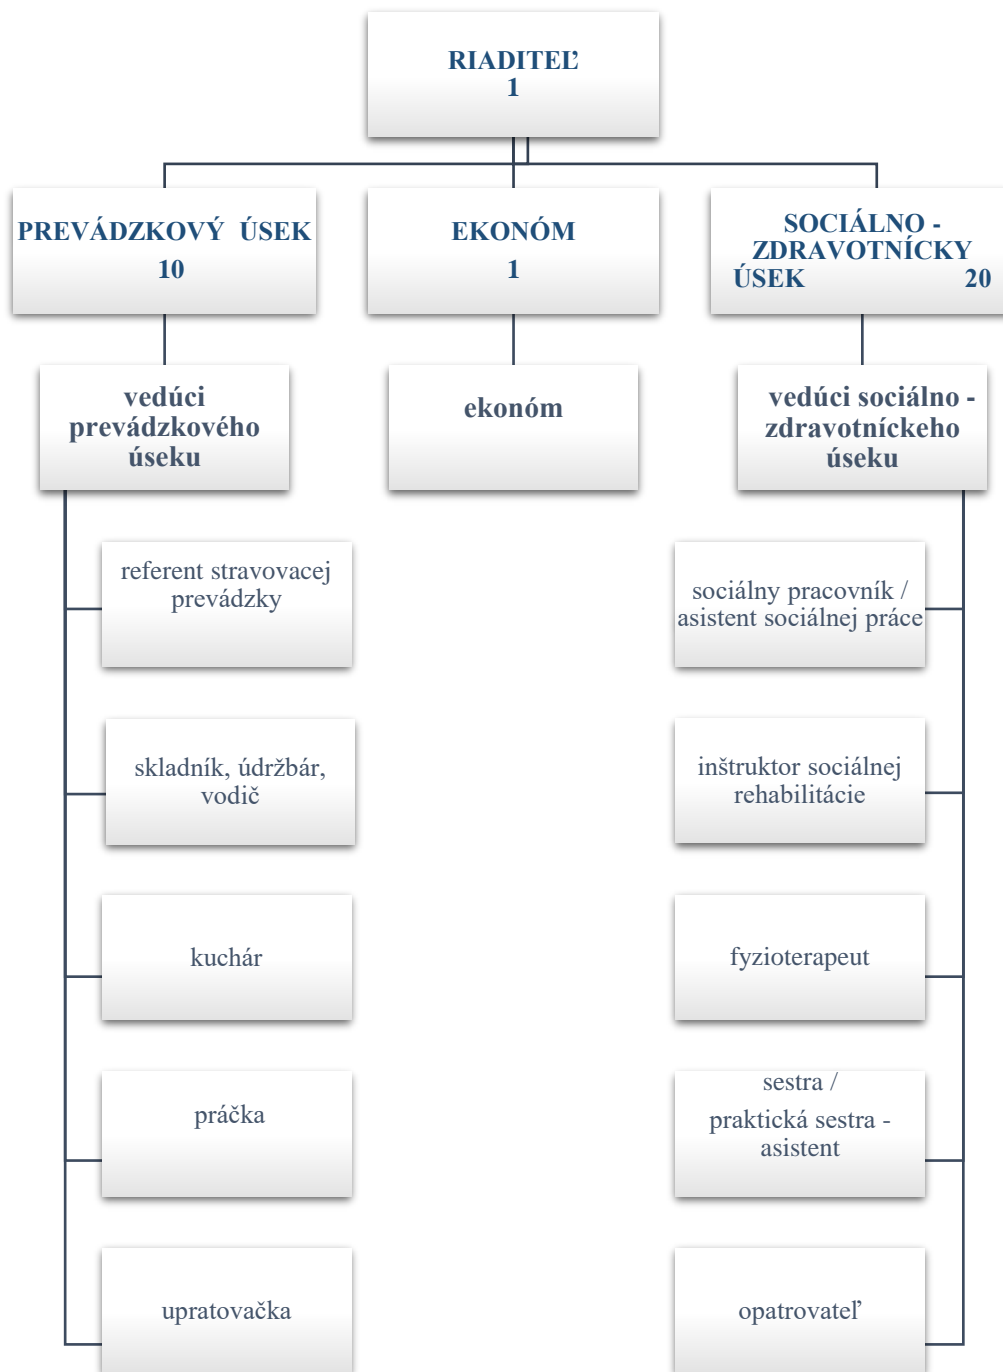 RIADITEĽ
1
PREVÁDZKOVÝ ÚSEK
10
EKONÓM
1
SOCIÁLNO -
ZDRAVOTNÍCKY
ÚSEK 20
vedúci
prevádzkového
úseku
ekonóm
vedúci sociálno -
zdravotníckeho
úseku
referent stravovacej
prevádzky
sociálny pracovník /
asistent sociálnej práce
skladník, údržbár,
vodič
inštruktor sociálnej
rehabilitácie
kuchár
fyzioterapeut
práčka
sestra /
praktická sestra -
asistent
upratovačka
opatrovateľ